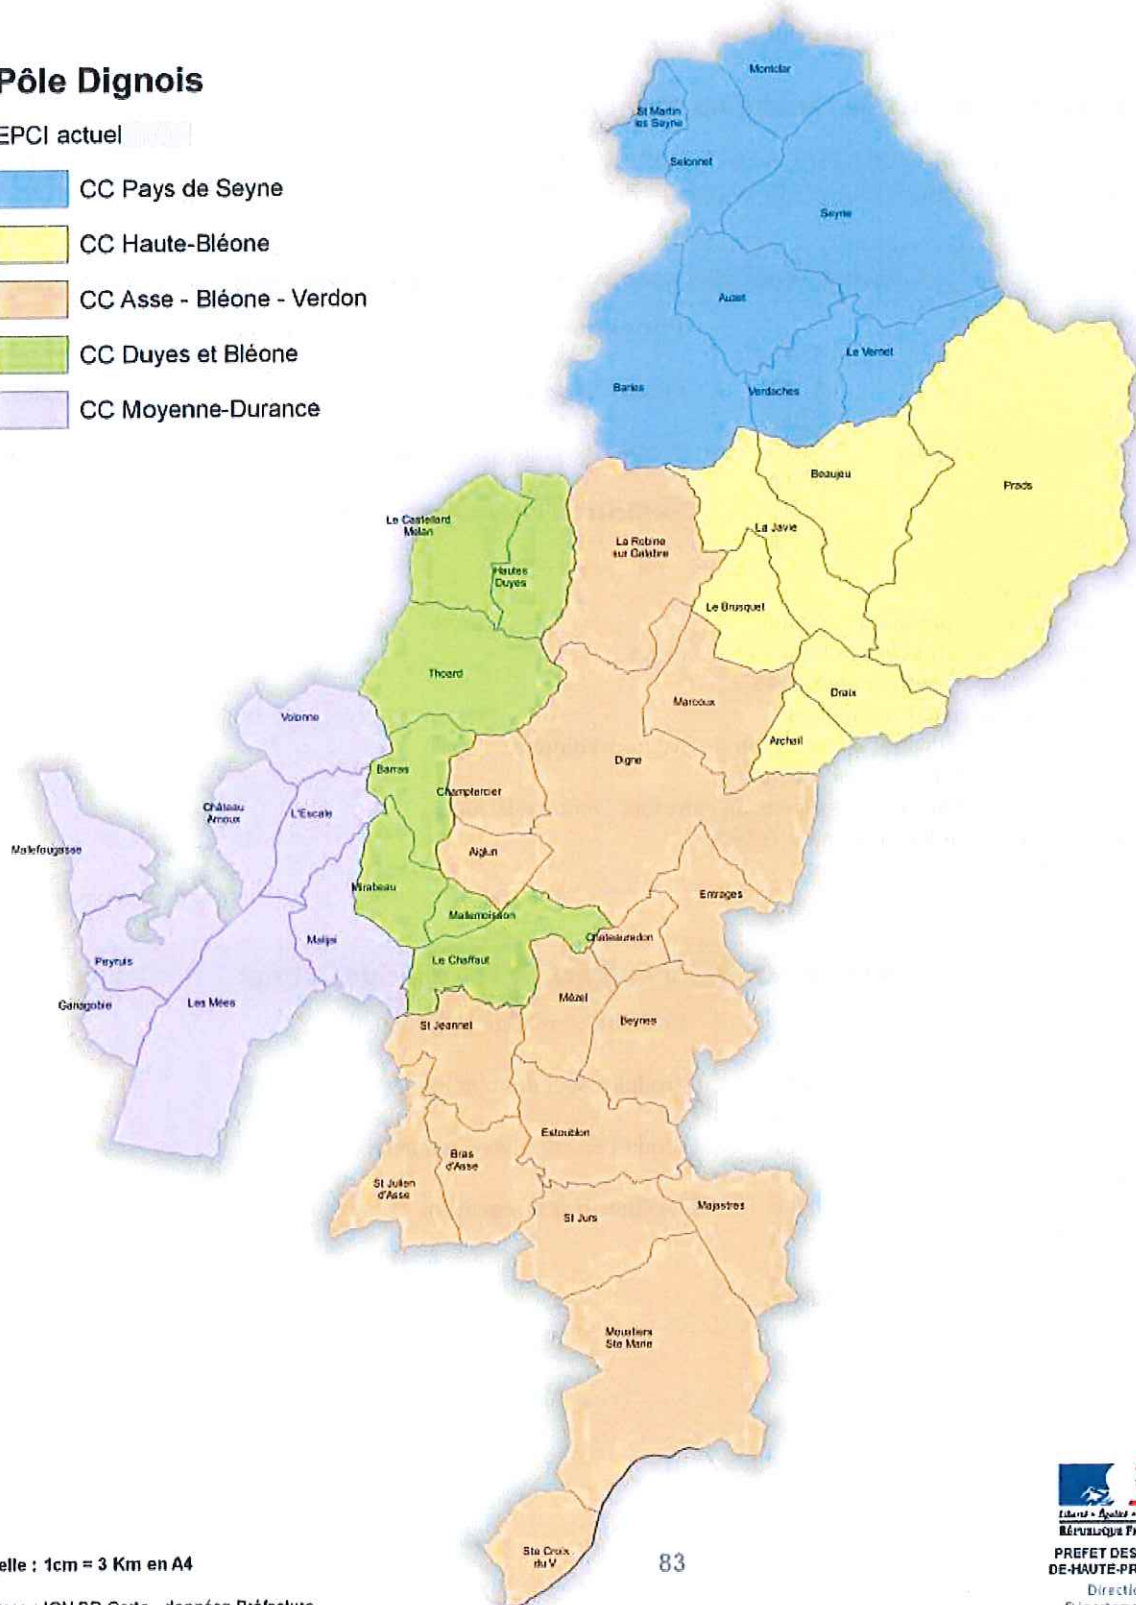 Pôle Dignois
EPCI actuel
CC Pays de Seyne
CC Haute-Bléone
CC Asse - Bléone - Verdon
CC Duyes et Bléone
CC Moyenne-Durance
Montclar
St Martin
les Seyne
Selonnet
Seyne
Auzet
Le Vernet
Barles
Verdaches
Beaujeu
Prads
La Javie
Le Castellard
Melan
La Robine
sur Galabre
Hautes
Duyes
Le Brusquet
Thoard
Draix
Marcoux
Volonne
Archail
Digne
Barras
Champtercier
Château
Arnoux
L'Escale
Mallefougasse
Aiglun
Mirabeau
Entrages
Mallemoisson
Malijai
Châteauredon
Peyruis
Le Chaffaut
Ganagobie
Les Mées
Mézel
St Jeannet
Beynes
Estoublon
Bras
d'Asse
St Julien
d'Asse
St Jurs
Majastres
Moustiers
Ste Marie
Ste Croix
du V
elle : 1cm = 3 Km en A4
83
PREFET DES
DE-HAUTE-PR
Directi